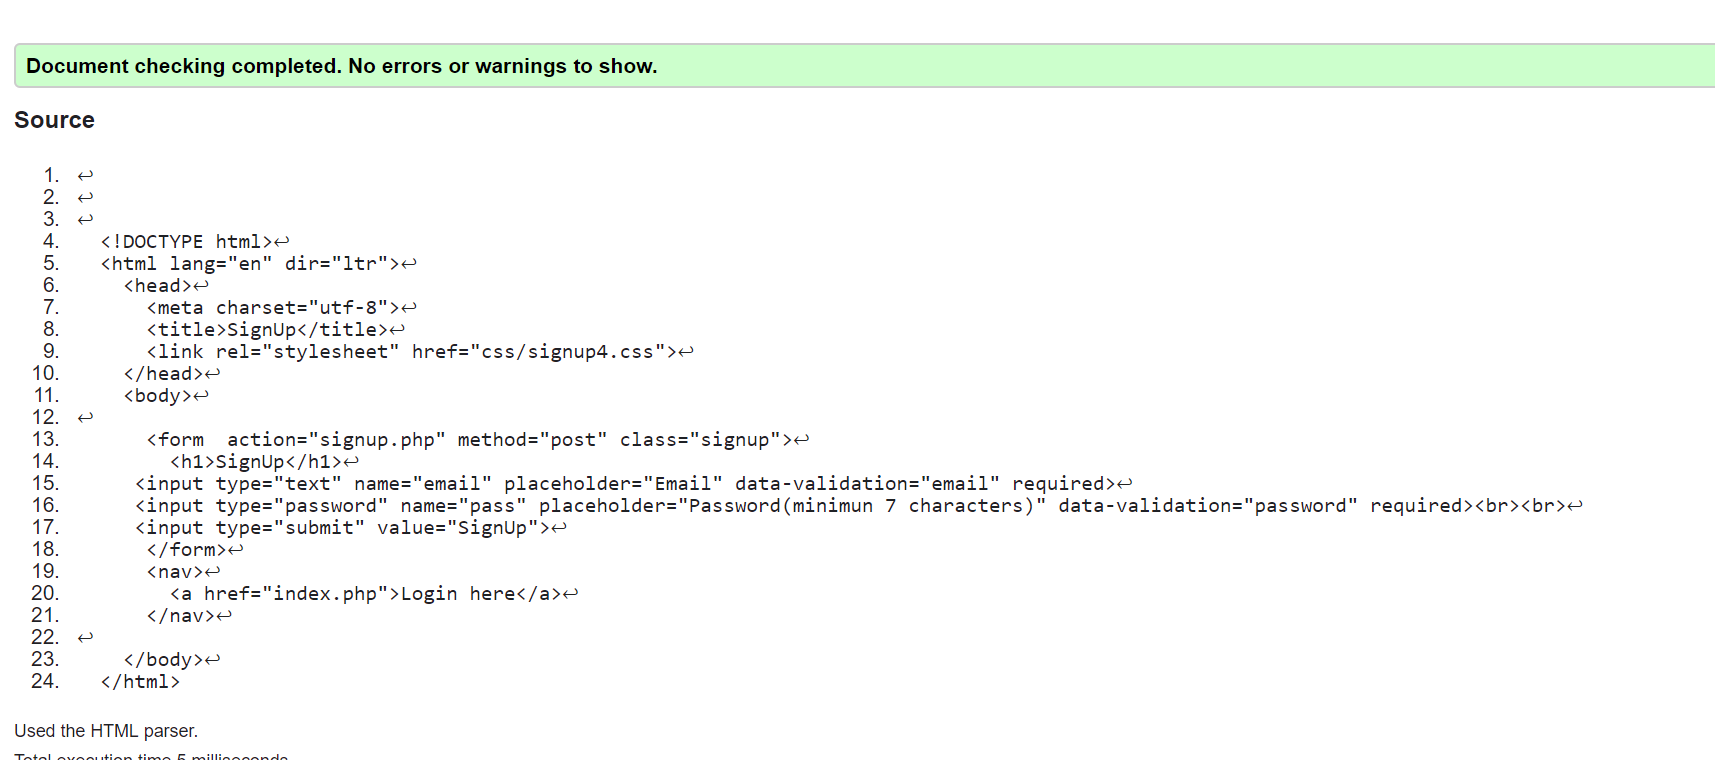 Document checking completed. No errors or warnings to show.
Source
1. ↩
2. ↩
3. ↩
4. <!DOCTYPE html>↩
5. <html lang="en" dir="ltr">↩
6. <head>↩
7. <meta charset="utf-8">↩
8. <title>SignUp</title>↩
9. <link rel="stylesheet" href="css/signup4.css">↩
10. </head>↩
11. <body>↩
12. ↩
13. <form  action="signup.php" method="post" class="signup">↩
14. <h1>SignUp</h1>↩
15. <input type="text" name="email" placeholder="Email" data-validation="email" required>↩
16. <input type="password" name="pass" placeholder="Password(minimun 7 characters)" data-validation="password" required><br><br>↩
17. <input type="submit" value="SignUp">↩
18. </form>↩
19. <nav>↩
20. <a href="index.php">Login here</a>↩
21. </nav>↩
22. ↩
23. </body>↩
24. </html>
Used the HTML parser.
Total execution time 5 milliseconds.